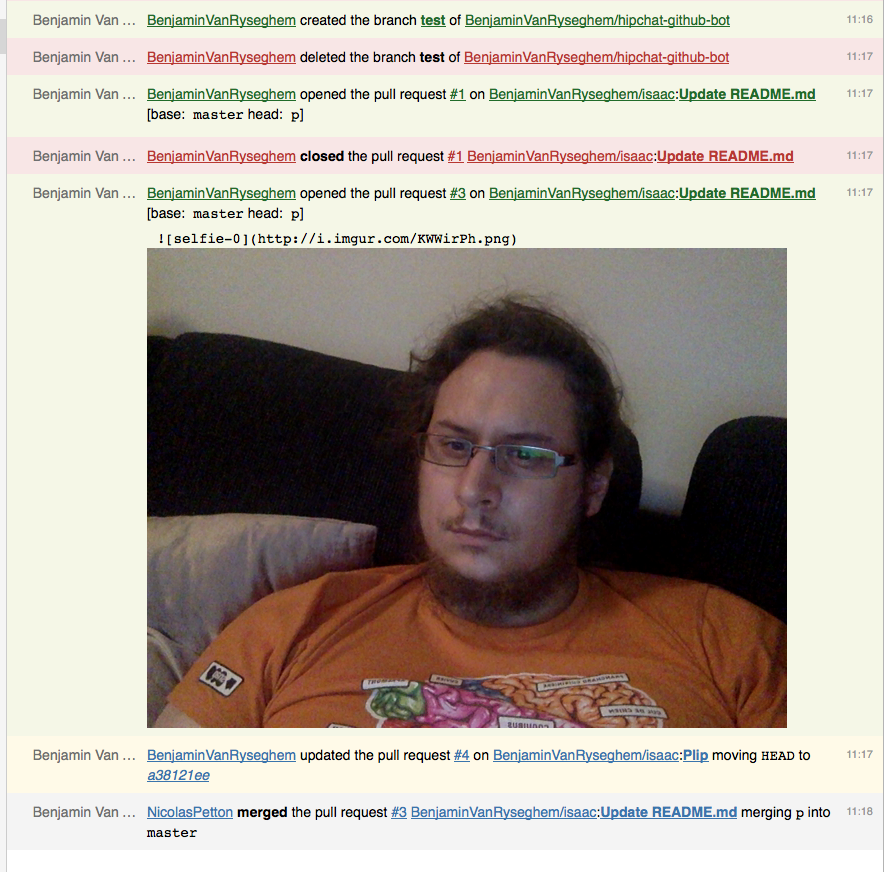 Benjamin Van ... BenjaminVanRyseghem created the branch test of BenjaminVanRyseghem/hipchat-github-bot 11:16
Benjamin Van ... BenjaminVanRyseghem deleted the branch test of BenjaminVanRyseghem/hipchat-github-bot 11:17
Benjamin Van ... BenjaminVanRyseghem opened the pull request #1 on BenjaminVanRyseghem/isaac:Update README.md 11:17
[base: master head: p]
Benjamin Van ... BenjaminVanRyseghem closed the pull request #1 BenjaminVanRyseghem/isaac:Update README.md 11:17
Benjamin Van ... BenjaminVanRyseghem opened the pull request #3 on BenjaminVanRyseghem/isaac:Update README.md 11:17
[base: master head: p]
![selfie-0](http://i.imgur.com/KWWirPh.png)
Benjamin Van ... BenjaminVanRyseghem updated the pull request #4 on BenjaminVanRyseghem/isaac:Plip moving HEAD to 11:17
a38121ee
Benjamin Van ... NicolasPetton merged the pull request #3 BenjaminVanRyseghem/isaac:Update README.md merging p into 11:18
master